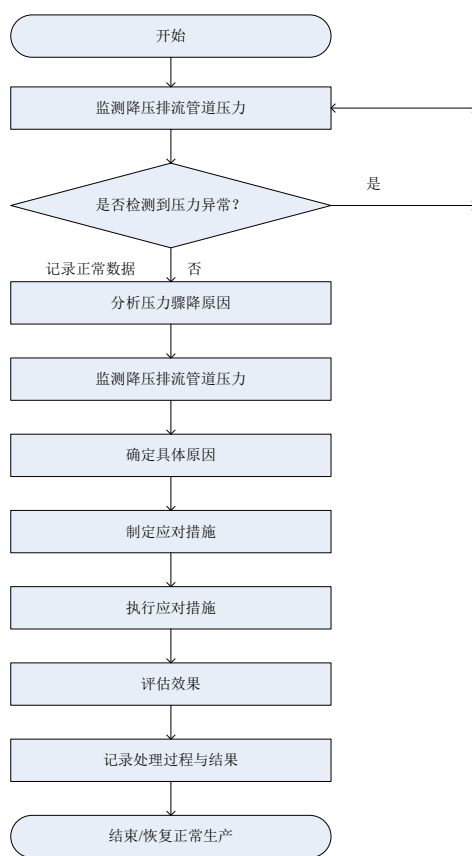 开始
监测降压排流管道压力
是否检测到压力异常？
是
记录正常数据
否
分析压力骤降原因
监测降压排流管道压力
确定具体原因
制定应对措施
执行应对措施
评估效果
记录处理过程与结果
结束/恢复正常生产